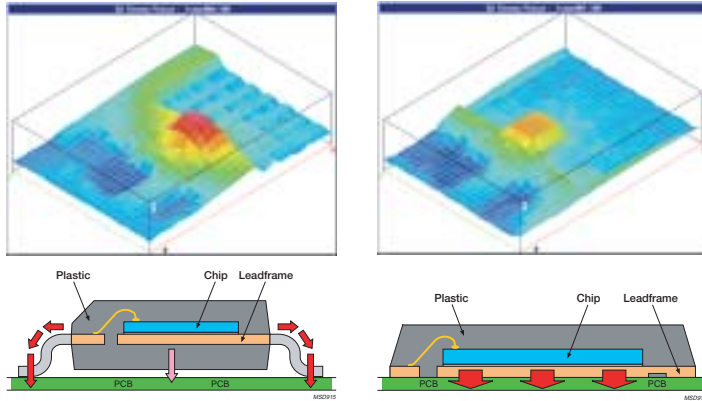 Plastic
Chip
Leadframe
PCB
PCB
MSD915
Plastic
Chip
Leadframe
PCB
PCB